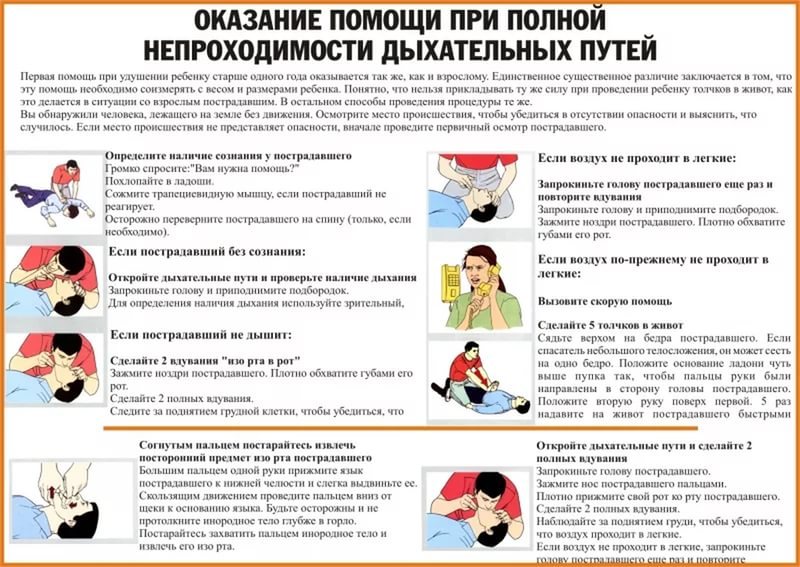 ОКАЗАНИЕ ПОМОЩИ ПРИ ПОЛНОЙ
НЕПРОХОДИМОСТИ ДЫХАТЕЛЬНЫХ ПУТЕЙ
Первая помощь при удушении ребенку старше одного года оказывается так же, как и взрослому. Единственное существенное различие заключается в том, что
эту помощь необходимо соизмерять с весом и размерами ребенка. Понятно, что нельзя прикладывать ту же силу при проведении ребенку толчков в живот, как
это делается в ситуации со взрослым пострадавшим. В остальном способы проведения процедуры те же.
Вы обнаружили человека, лежащего на земле без движения. Осмотрите место происшествия, чтобы убедиться в отсутствии опасности и выяснить, что
случилось. Если место происшествия не представляет опасности, вначале проведите первичный осмотр пострадавшего.
Определите наличие сознания у пострадавшего
Громко спросите:"Вам нужна помощь?"
Похлопайте в ладоши.
Сожмите трапециевидную мышцу, если пострадавший не
реагирует.
Осторожно переверните пострадавшего на спину (только, если
необходимо).
Если пострадавший без сознания:
Откройте дыхательные пути и проверьте наличие дыхания
Запрокиньте голову и приподнимите подбородок.
Для определения наличия дыхания используйте зрительный,
Если пострадавший не дышит:
Сделайте 2 вдувания "изо рта в рот"
Зажмите ноздри пострадавшего. Плотно обхватите губами его
рот.
Сделайте 2 полных вдувания.
Следите за поднятием грудной клетки, чтобы убедиться, что
Если воздух не проходит в легкие:
Запрокиньте голову пострадавшего еще раз и
повторите вдувания
Запрокиньте голову и приподнимите подбородок.
Зажмите ноздри пострадавшего. Плотно обхватите
губами его рот.
Если воздух по-прежнему не проходит в
легкие:
Вызовите скорую помощь
Сделайте 5 толчков в живот
Сядьте верхом на бедра пострадавшего. Если
спасатель небольшого телосложения, он может сесть
на одно бедро. Положите основание ладони чуть
выше пупка так, чтобы пальцы руки были
направлены в сторону головы пострадавшего.
Положите вторую руку поверх первой. 5 раз
надавите на живот пострадавшего быстрыми
Согнутым пальцем постарайтесь извлечь
посторонний предмет изо рта пострадавшего
Большим пальцем одной руки прижмите язык
пострадавшего к нижней челюсти и слегка выдвиньте ее.
Скользящим движением проведите пальцем вниз от
щеки к основанию языка. Будьте осторожны и не
протолкните инородное тело глубже в горло.
Постарайтесь захватить пальцем инородное тело и
извлечь его изо рта.
Откройте дыхательные пути и сделайте 2
полных вдувания
Запрокиньте голову пострадавшего.
Зажмите нос пострадавшего пальцами.
Плотно прижмите свой рот ко рту пострадавшего.
Сделайте 2 полных вдувания.
Наблюдайте за поднятием груди, чтобы убедиться,
что воздух проходит в легкие.
Если воздух не проходит в легкие, запрокиньте
голову пострадавшего еще раз и повторите